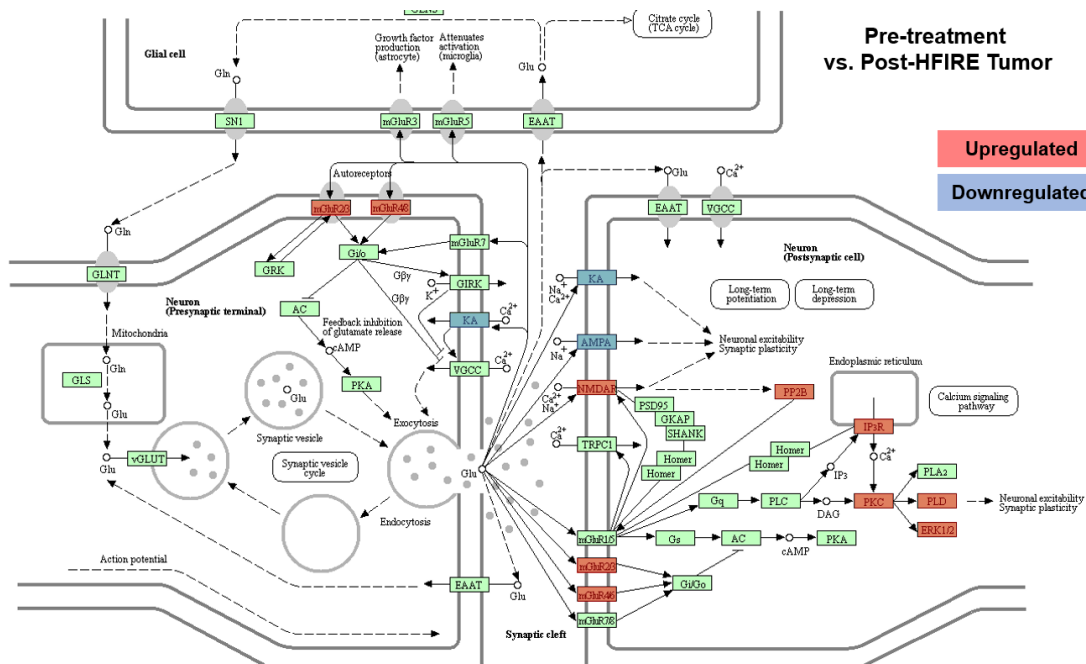 Citrate cycle
(TCA cycle)
Glial cell
Growth factor
production
(astrocyte)
Attenuates
activation
(microglia)
Pre-treatment
vs. Post-HFIRE Tumor
Gln
Glu
SN1
mGluR3
mGluR5
EAAT
Upregulated
Downregulated
Autoreceptors
Glu
Ca2+
mGluR2/3
mGluR4/8
EAAT
VGCC
Gln
GLNT
Gi/o
mGluR7
GRK
Gβγ
Gβγ
K+
GIRK
Neuron
(Postsynaptic cell)
Neuron
(Presynaptic terminal)
AC
Feedback inhibition
of glutamate release
KA
Ca2+
KA
Na+
Ca2+
Long-term
potentiation
Long-term
depression
Mitochondria
cAMP
AMPA
Na+
Neuronal excitability
Synaptic plasticity
Gln
GLS
PKA
VGCC
Ca2+
Endoplasmic reticulum
NMDAR
Ca2+
Na+
PP2B
Calcium signaling
pathway
Glu
Glu
Synaptic vesicle
Exocytosis
PSD95
GKAP
SHANK
Homer
Homer
TRPC1
Ca2+
IP3R
Homer
Homer
Glu
vGLUT
Synaptic vesicle
cycle
Glu
IP3
Ca2+
PLA2
Endocytosis
Gq
PLC
DAG
PKC
PLD
Neuronal excitability
Synaptic plasticity
ERK1/2
mGluR1/5
Gs
AC
cAMP
PKA
Action potential
mGluR2/3
EAAT
Glu
mGluR4/6
Gi/Go
mGluR7/8
Synaptic cleft